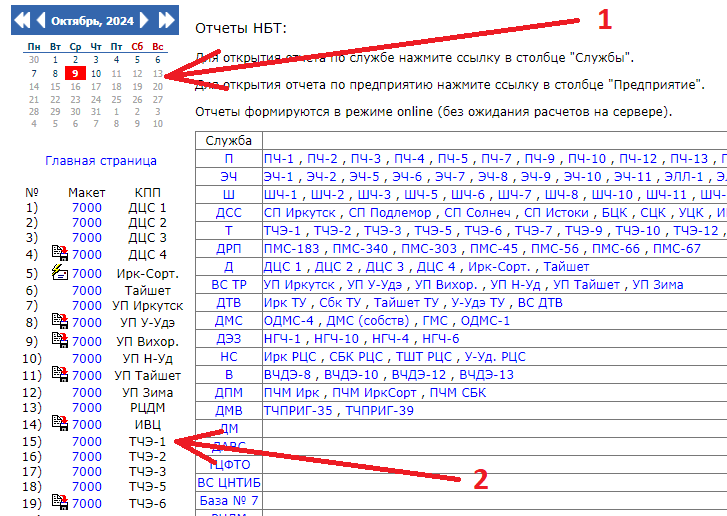 Октябрь, 2024
Пн Вт Ср Чт Пт Сб Вс
30 1 2 3 4 5 6
7 8 9 10 11 12 13
14 15 16 17 18 19 20
21 22 23 24 25 26 27
28 29 30 31 1 2 3
4 5 6 7 8 9 10
Главная страница
№ Макет КПП
1) 7000 ДЦС 1
2) 7000 ДЦС 2
3) 7000 ДЦС 3
4) 7000 ДЦС 4
5) 7000 Ирк-Сорт.
6) 7000 Тайшет
7) 7000 УП Иркутск
8) 7000 УП У-Удэ
9) 7000 УП Вихор.
10) 7000 УП Н-Уд
11) 7000 УП Тайшет
12) 7000 УП Зима
13) 7000 РЦДМ
14) 7000 ИВЦ
15) 7000 ТЧЭ-1
16) 7000 ТЧЭ-2
17) 7000 ТЧЭ-3
18) 7000 ТЧЭ-5
19) 7000 ТЧЭ-6
1
Отчеты НБТ:
Для открытия отчета по службе нажмите ссылку в столбце "Службы".
Для открытия отчета по предприятию нажмите ссылку в столбце "Предприятие".
Отчеты формируются в режиме online (без ожидания расчетов на сервере).
Служба
П ПЧ-1 , ПЧ-2 , ПЧ-3 , ПЧ-4 , ПЧ-5 , ПЧ-7 , ПЧ-9 , ПЧ-10 , ПЧ-12 , ПЧ-13 ,
ЭЧ ЭЧ-1 , ЭЧ-2 , ЭЧ-5 , ЭЧ-6 , ЭЧ-7 , ЭЧ-8 , ЭЧ-9 , ЭЧ-10 , ЭЧ-11 , ЭЛЛ-1 ,
Ш ШЧ-1 , ШЧ-2 , ШЧ-3 , ШЧ-5 , ШЧ-6 , ШЧ-7 , ШЧ-8 , ШЧ-10 , ШЧ-11 ,
ДСС СП Иркутск , СП Подлемор , СП Солнеч , СП Истоки , БЦК , СЦК , УЦК ,
Т ТЧЭ-1 , ТЧЭ-2 , ТЧЭ-3 , ТЧЭ-5 , ТЧЭ-6 , ТЧЭ-7 , ТЧЭ-9 , ТЧЭ-10 , ТЧЭ-12 ,
ДРП ПМС-183 , ПМС-340 , ПМС-303 , ПМС-45 , ПМС-56 , ПМС-66 , ПМС-67
Д ДЦС 1 , ДЦС 2 , ДЦС 3 , ДЦС 4 , Ирк-Сорт. , Тайшет
ВС ТР УП Иркутск , УП У-Удэ , УП Вихор. , УП Н-Уд , УП Тайшет , УП Зима
ДТВ Ирк ТУ , Сбк ТУ , Тайшет ТУ , У-Удэ ТУ , ВС ДТВ
ДМС ОДМС-4 , ДМС (собств) , ГМС , ОДМС-1
ДЭЗ НГЧ-1 , НГЧ-10 , НГЧ-4 , НГЧ-6
НС Ирк РЦС , СБК РЦС , ТШТ РЦС , У-Уд. РЦС
В ВЧДЭ-8 , ВЧДЭ-10 , ВЧДЭ-11 , ВЧДЭ-13
ДПМ ПЧМ Ирк , ПЧМ ИркСорт , ПЧМ СБК
ДМВ ТЧПРИГ-35 , ТЧПРИГ-39
ДМ
ТЦФТО
ВС ЦНТИБ
База № 7
2